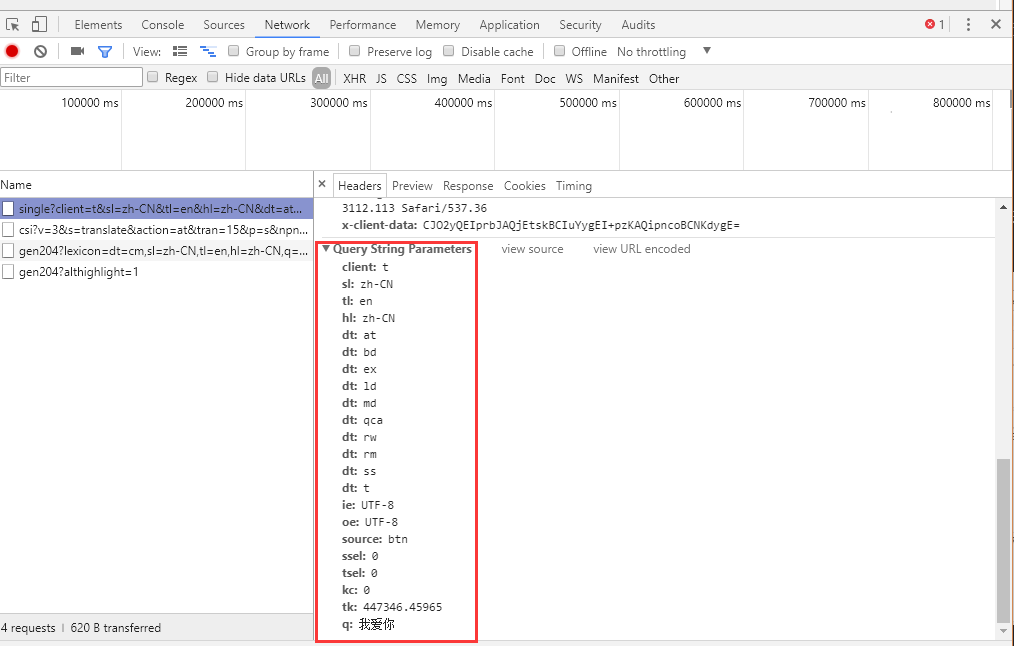 Elements Console Sources Network Performance Memory Application Security Audits 1
View: Group by frame Preserve log Disable cache Offline No throttling
Filter Regex Hide data URLs All XHR JS CSS Img Media Font Doc WS Manifest Other
100000 ms 200000 ms 300000 ms 400000 ms 500000 ms 600000 ms 700000 ms 800000 ms
Name
single?client=t&sl=zh-CN&tl=en&hl=zh-CN&dt=at...
csi?v=3&s=translate&action=at&tran=15&p=s&npn...
gen204?lexicon=dt=cm,sl=zh-CN,tl=en,hl=zh-CN,q=...
gen204?althighlight=1
4 requests | 620 B transferred
Headers Preview Response Cookies Timing
3112.113 Safari/537.36
x-client-data: CJO2yQEIprbJAQjEtskBCIuYygEI+pzKAQipncoBCNKdygE=
Query String Parameters view source view URL encoded
client: t
sl: zh-CN
tl: en
hl: zh-CN
dt: at
dt: bd
dt: ex
dt: ld
dt: md
dt: qca
dt: rw
dt: rm
dt: ss
dt: t
ie: UTF-8
oe: UTF-8
source: btn
ssel: 0
tsel: 0
kc: 0
tk: 447346.45965
q: 我爱你